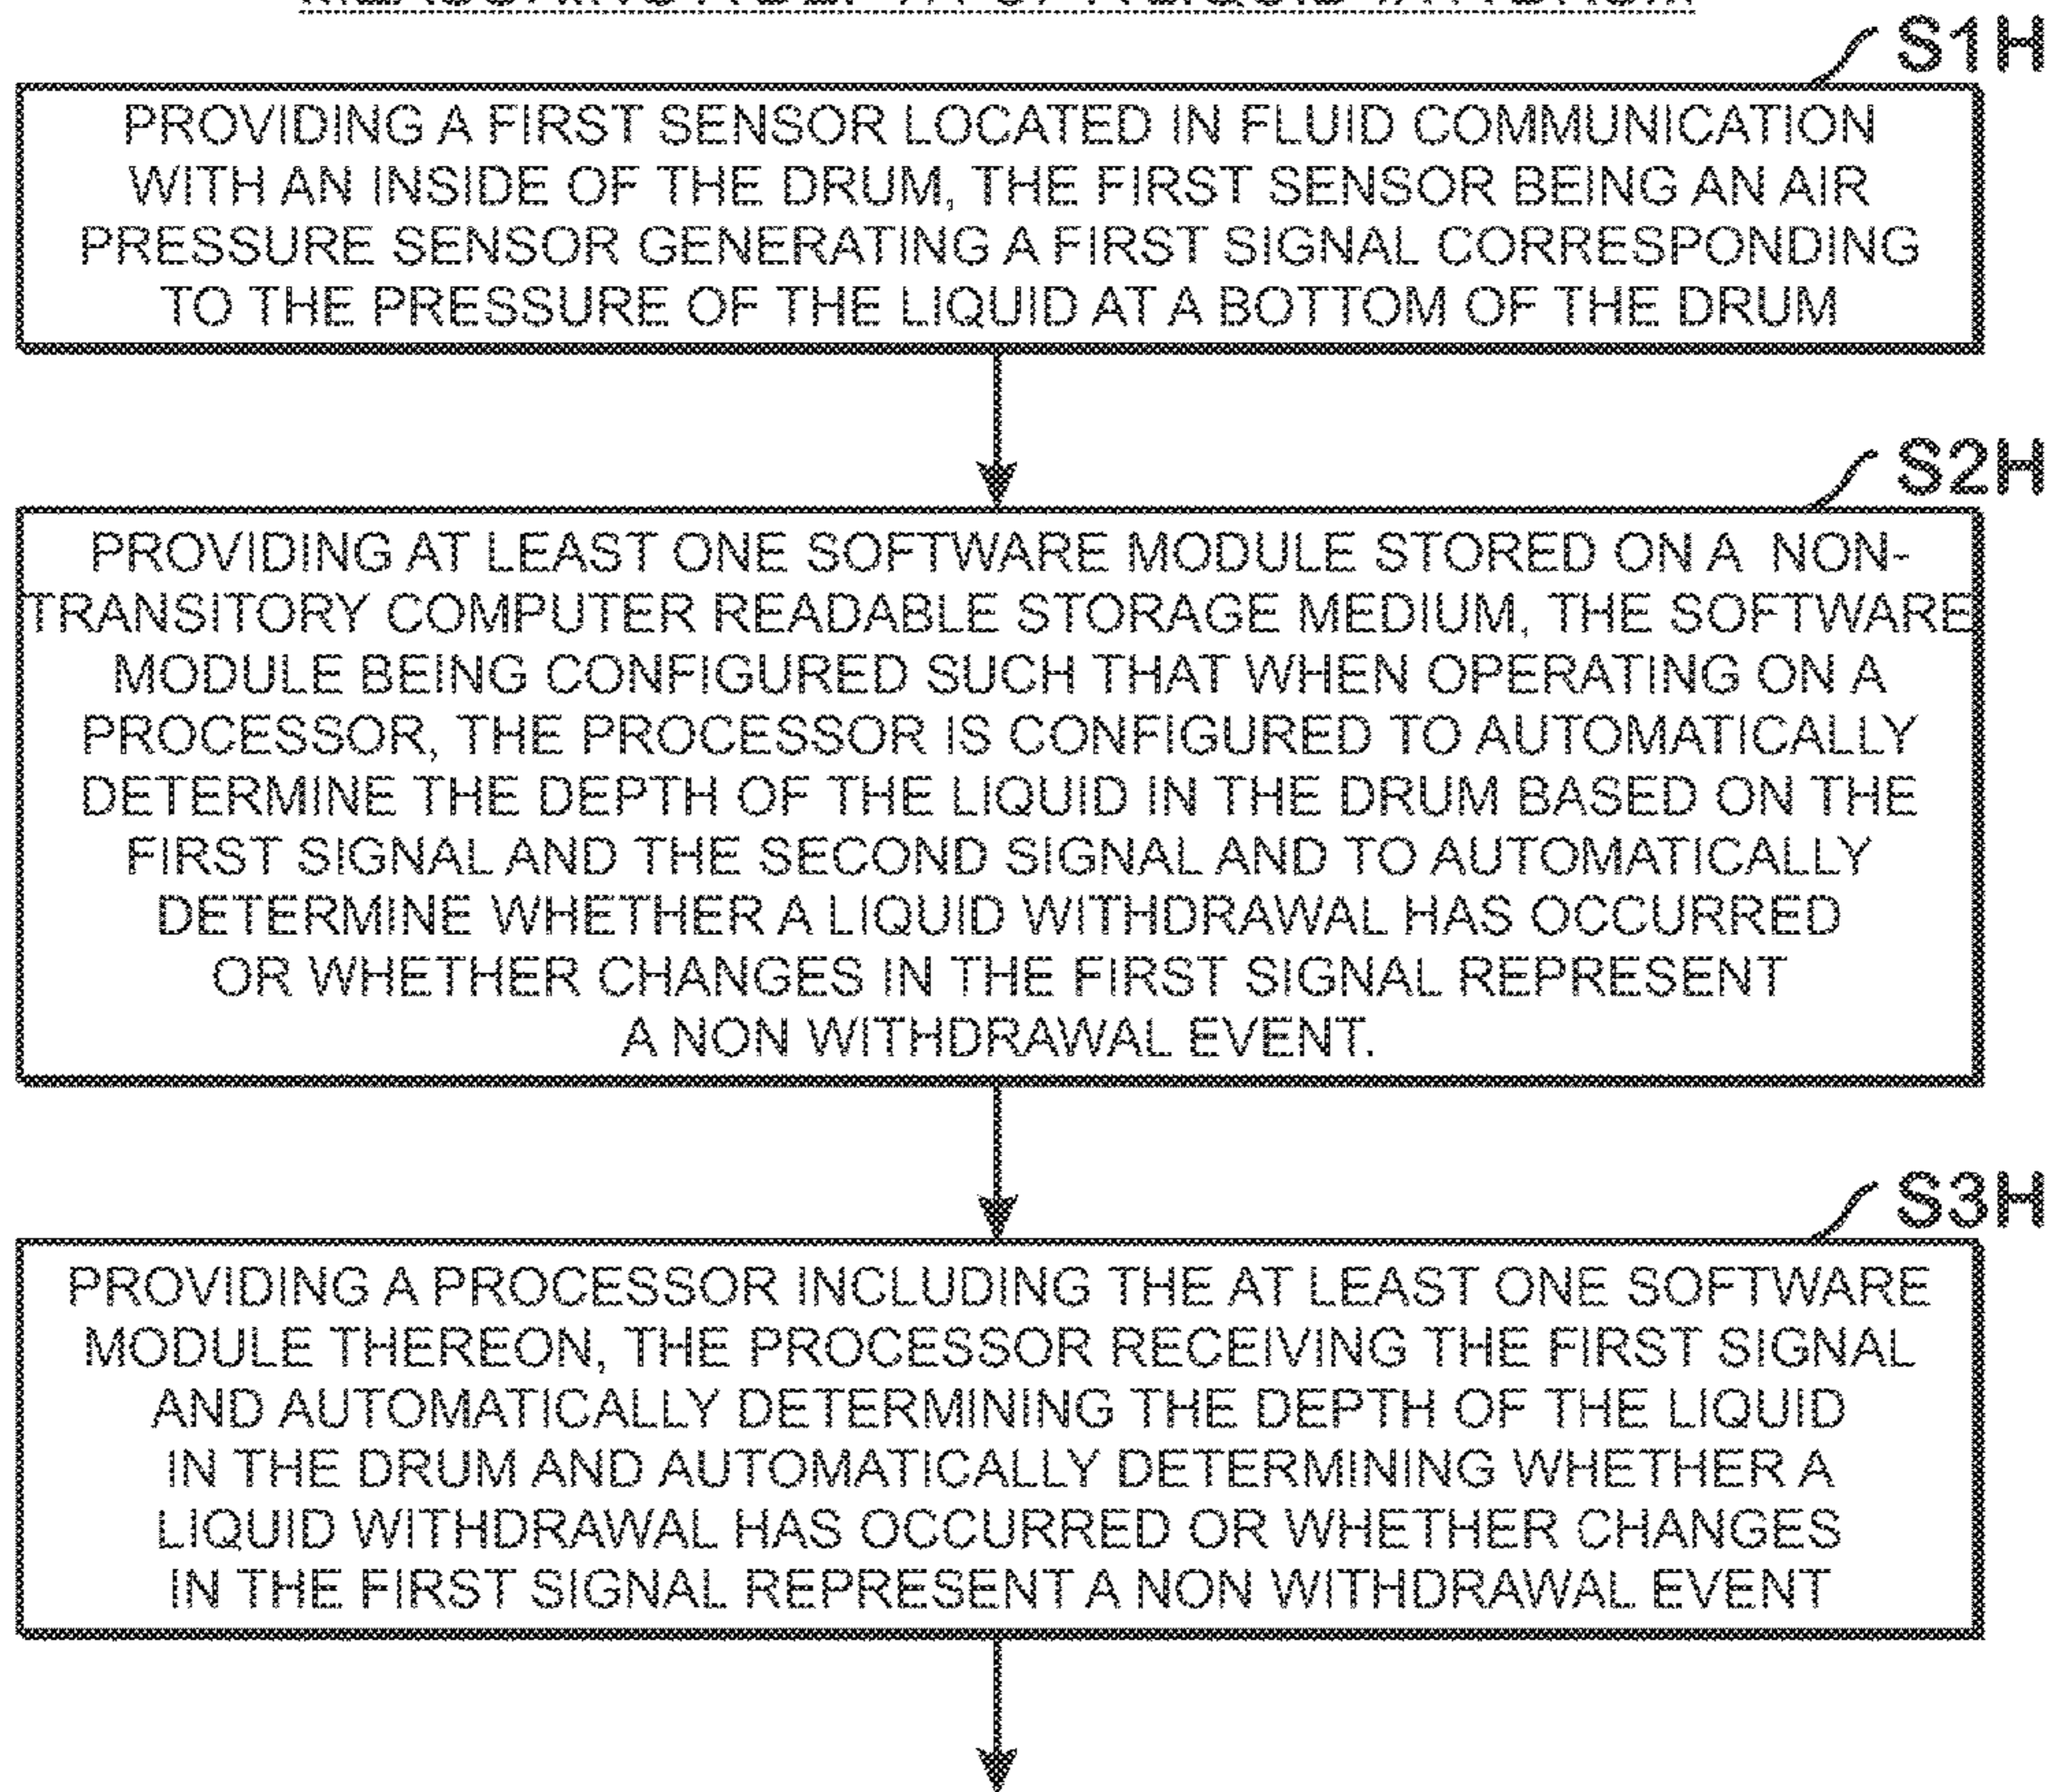 S1H
PROVIDING A FIRST SENSOR LOCATED IN FLUID COMMUNICATION
WITH AN INSIDE OF THE DRUM, THE FIRST SENSOR BEING AN AIR
PRESSURE SENSOR GENERATING A FIRST SIGNAL CORRESPONDING
TO THE PRESSURE OF THE LIQUID AT A BOTTOM OF THE DRUM
S2H
PROVIDING AT LEAST ONE SOFTWARE MODULE STORED ON A NON-
TRANSITORY COMPUTER READABLE STORAGE MEDIUM, THE SOFTWARE
MODULE BEING CONFIGURED SUCH THAT WHEN OPERATING ON A
PROCESSOR, THE PROCESSOR IS CONFIGURED TO AUTOMATICALLY
DETERMINE THE DEPTH OF THE LIQUID IN THE DRUM BASED ON THE
FIRST SIGNAL AND THE SECOND SIGNAL AND TO AUTOMATICALLY
DETERMINE WHETHER A LIQUID WITHDRAWAL HAS OCCURRED
OR WHETHER CHANGES IN THE FIRST SIGNAL REPRESENT
A NON WITHDRAWAL EVENT.
S3H
PROVIDING A PROCESSOR INCLUDING THE AT LEAST ONE SOFTWARE
MODULE THEREON, THE PROCESSOR RECEIVING THE FIRST SIGNAL
AND AUTOMATICALLY DETERMINING THE DEPTH OF THE LIQUID
IN THE DRUM AND AUTOMATICALLY DETERMINING WHETHER A
LIQUID WITHDRAWAL HAS OCCURRED OR WHETHER CHANGES
IN THE FIRST SIGNAL REPRESENT A NON WITHDRAWAL EVENT